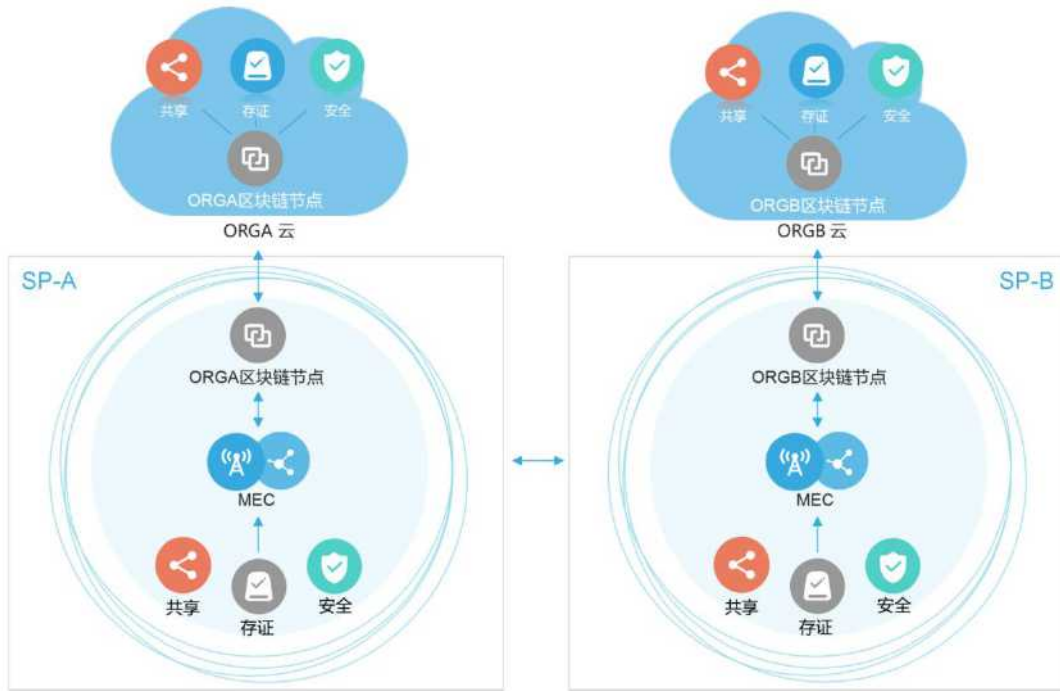 共享
存证
安全
ORGA区块链节点
ORGA 云
共享
存证
安全
ORGB区块链节点
ORGB 云
SP-A
ORGA区块链节点
MEC
共享
存证
安全
SP-B
ORGB区块链节点
MEC
共享
存证
安全